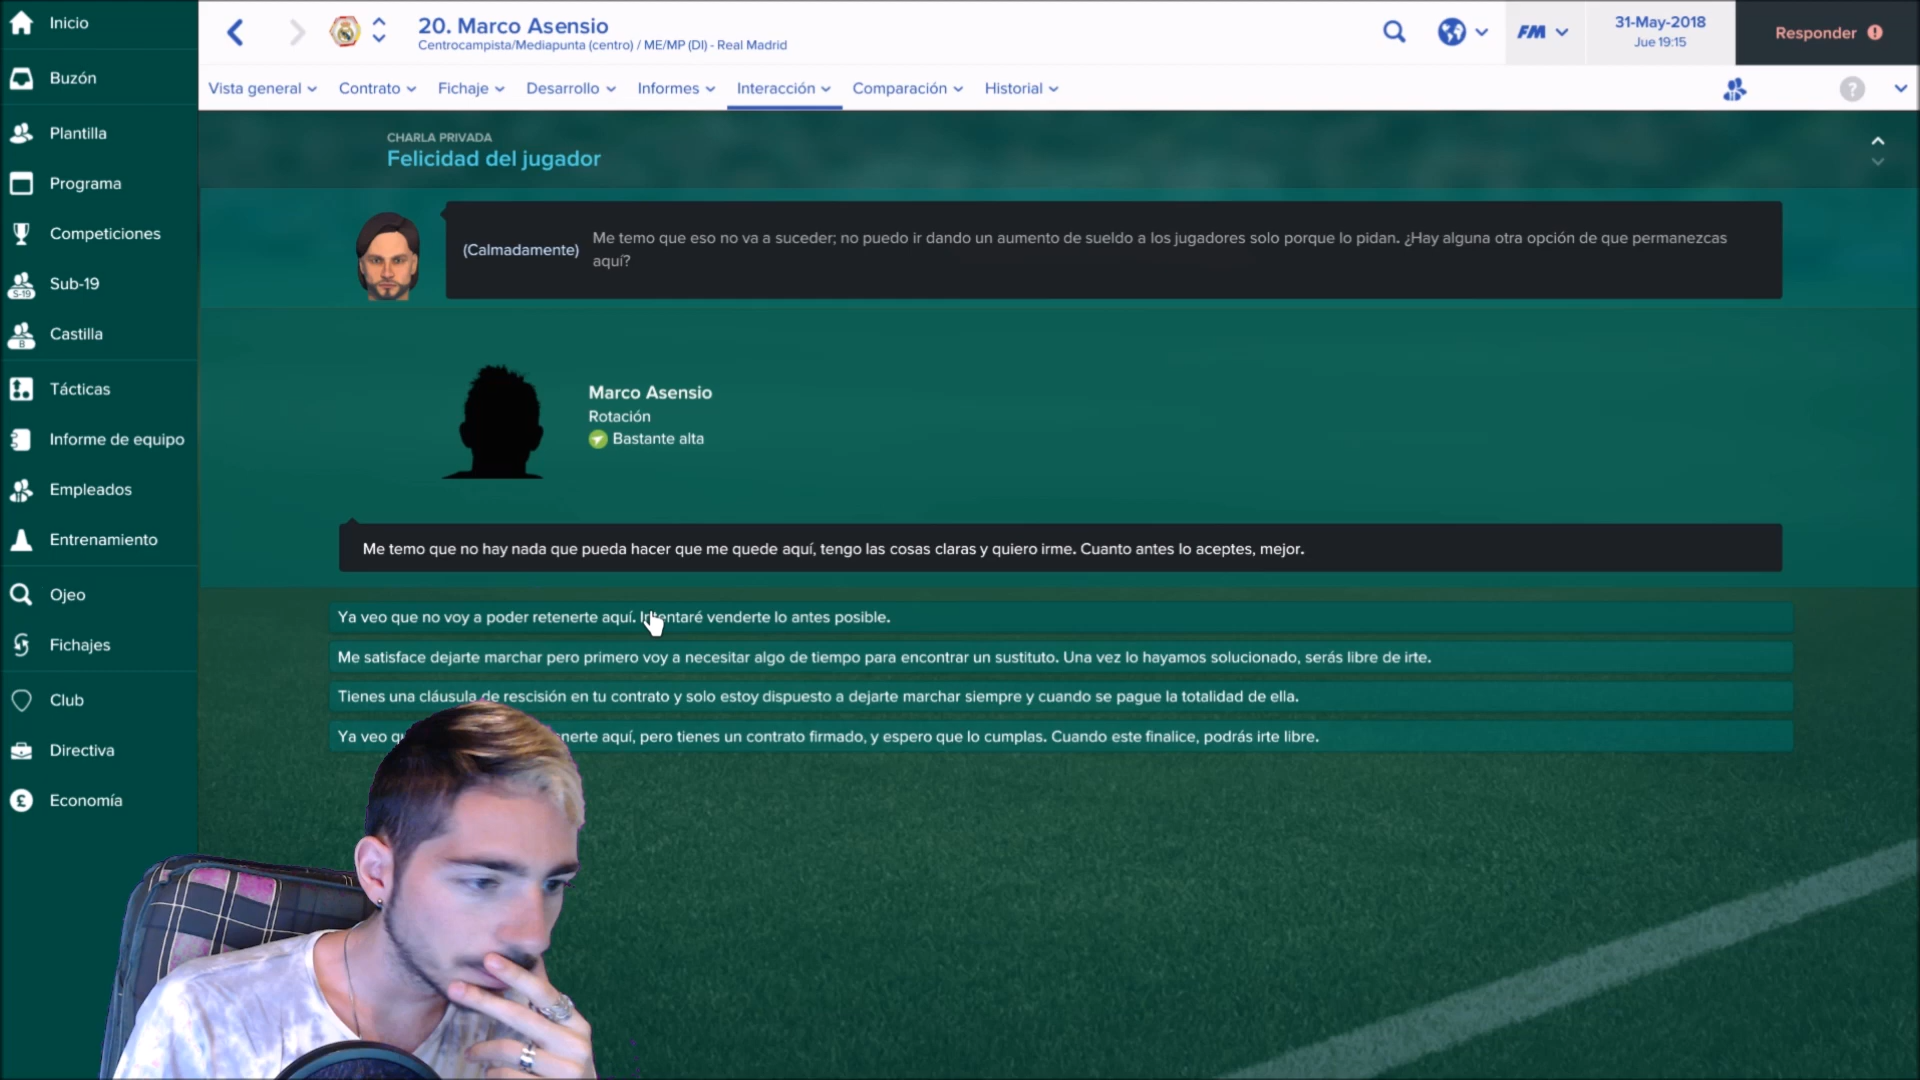 Inicio
Buzón
Plantilla
Programa
Competiciones
Sub-19
S-19
Castilla
B
Tácticas
Informe de equipo
Empleados
Entrenamiento
Ojeo
Fichajes
Club
Directiva
Economía
20. Marco Asensio
Centrocampista/Mediapunta (centro) / ME/MP (DI) - Real Madrid
FM
31-May-2018
Jue 19:15
Responder
Vista general Contrato Fichaje Desarrollo Informes Interacción Comparación Historial
CHARLA PRIVADA
Felicidad del jugador
(Calmadamente)
Me temo que eso no va a suceder; no puedo ir dando un aumento de sueldo a los jugadores solo porque lo pidan. ¿Hay alguna otra opción de que permanezcas
aquí?
Marco Asensio
Rotación
Bastante alta
Me temo que no hay nada que pueda hacer que me quede aquí, tengo las cosas claras y quiero irme. Cuanto antes lo aceptes, mejor.
Ya veo que no voy a poder retenerte aquí. Intentaré venderte lo antes posible.
Me satisface dejarte marchar pero primero voy a necesitar algo de tiempo para encontrar un sustituto. Una vez lo hayamos solucionado, serás libre de irte.
Tienes una cláusula de rescisión en tu contrato y solo estoy dispuesto a dejarte marchar siempre y cuando se pague la totalidad de ella.
Ya veo aquí, pero tienes un contrato firmado, y espero que lo cumplas. Cuando este finalice, podrás irte libre.